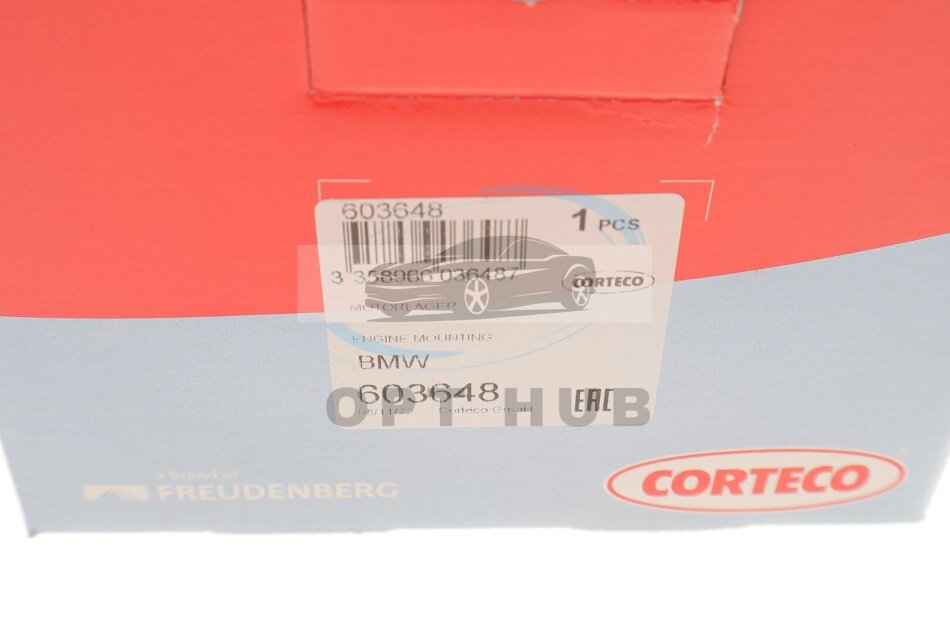 603648
1 PCS
3 358966 036487
CORTECO
MOTORLAGER
ENGINE MOUNTING
BMW
603648
EAC
Corteco GmbH
OPT HUB
a brand of
FREUDENBERG
CORTECO